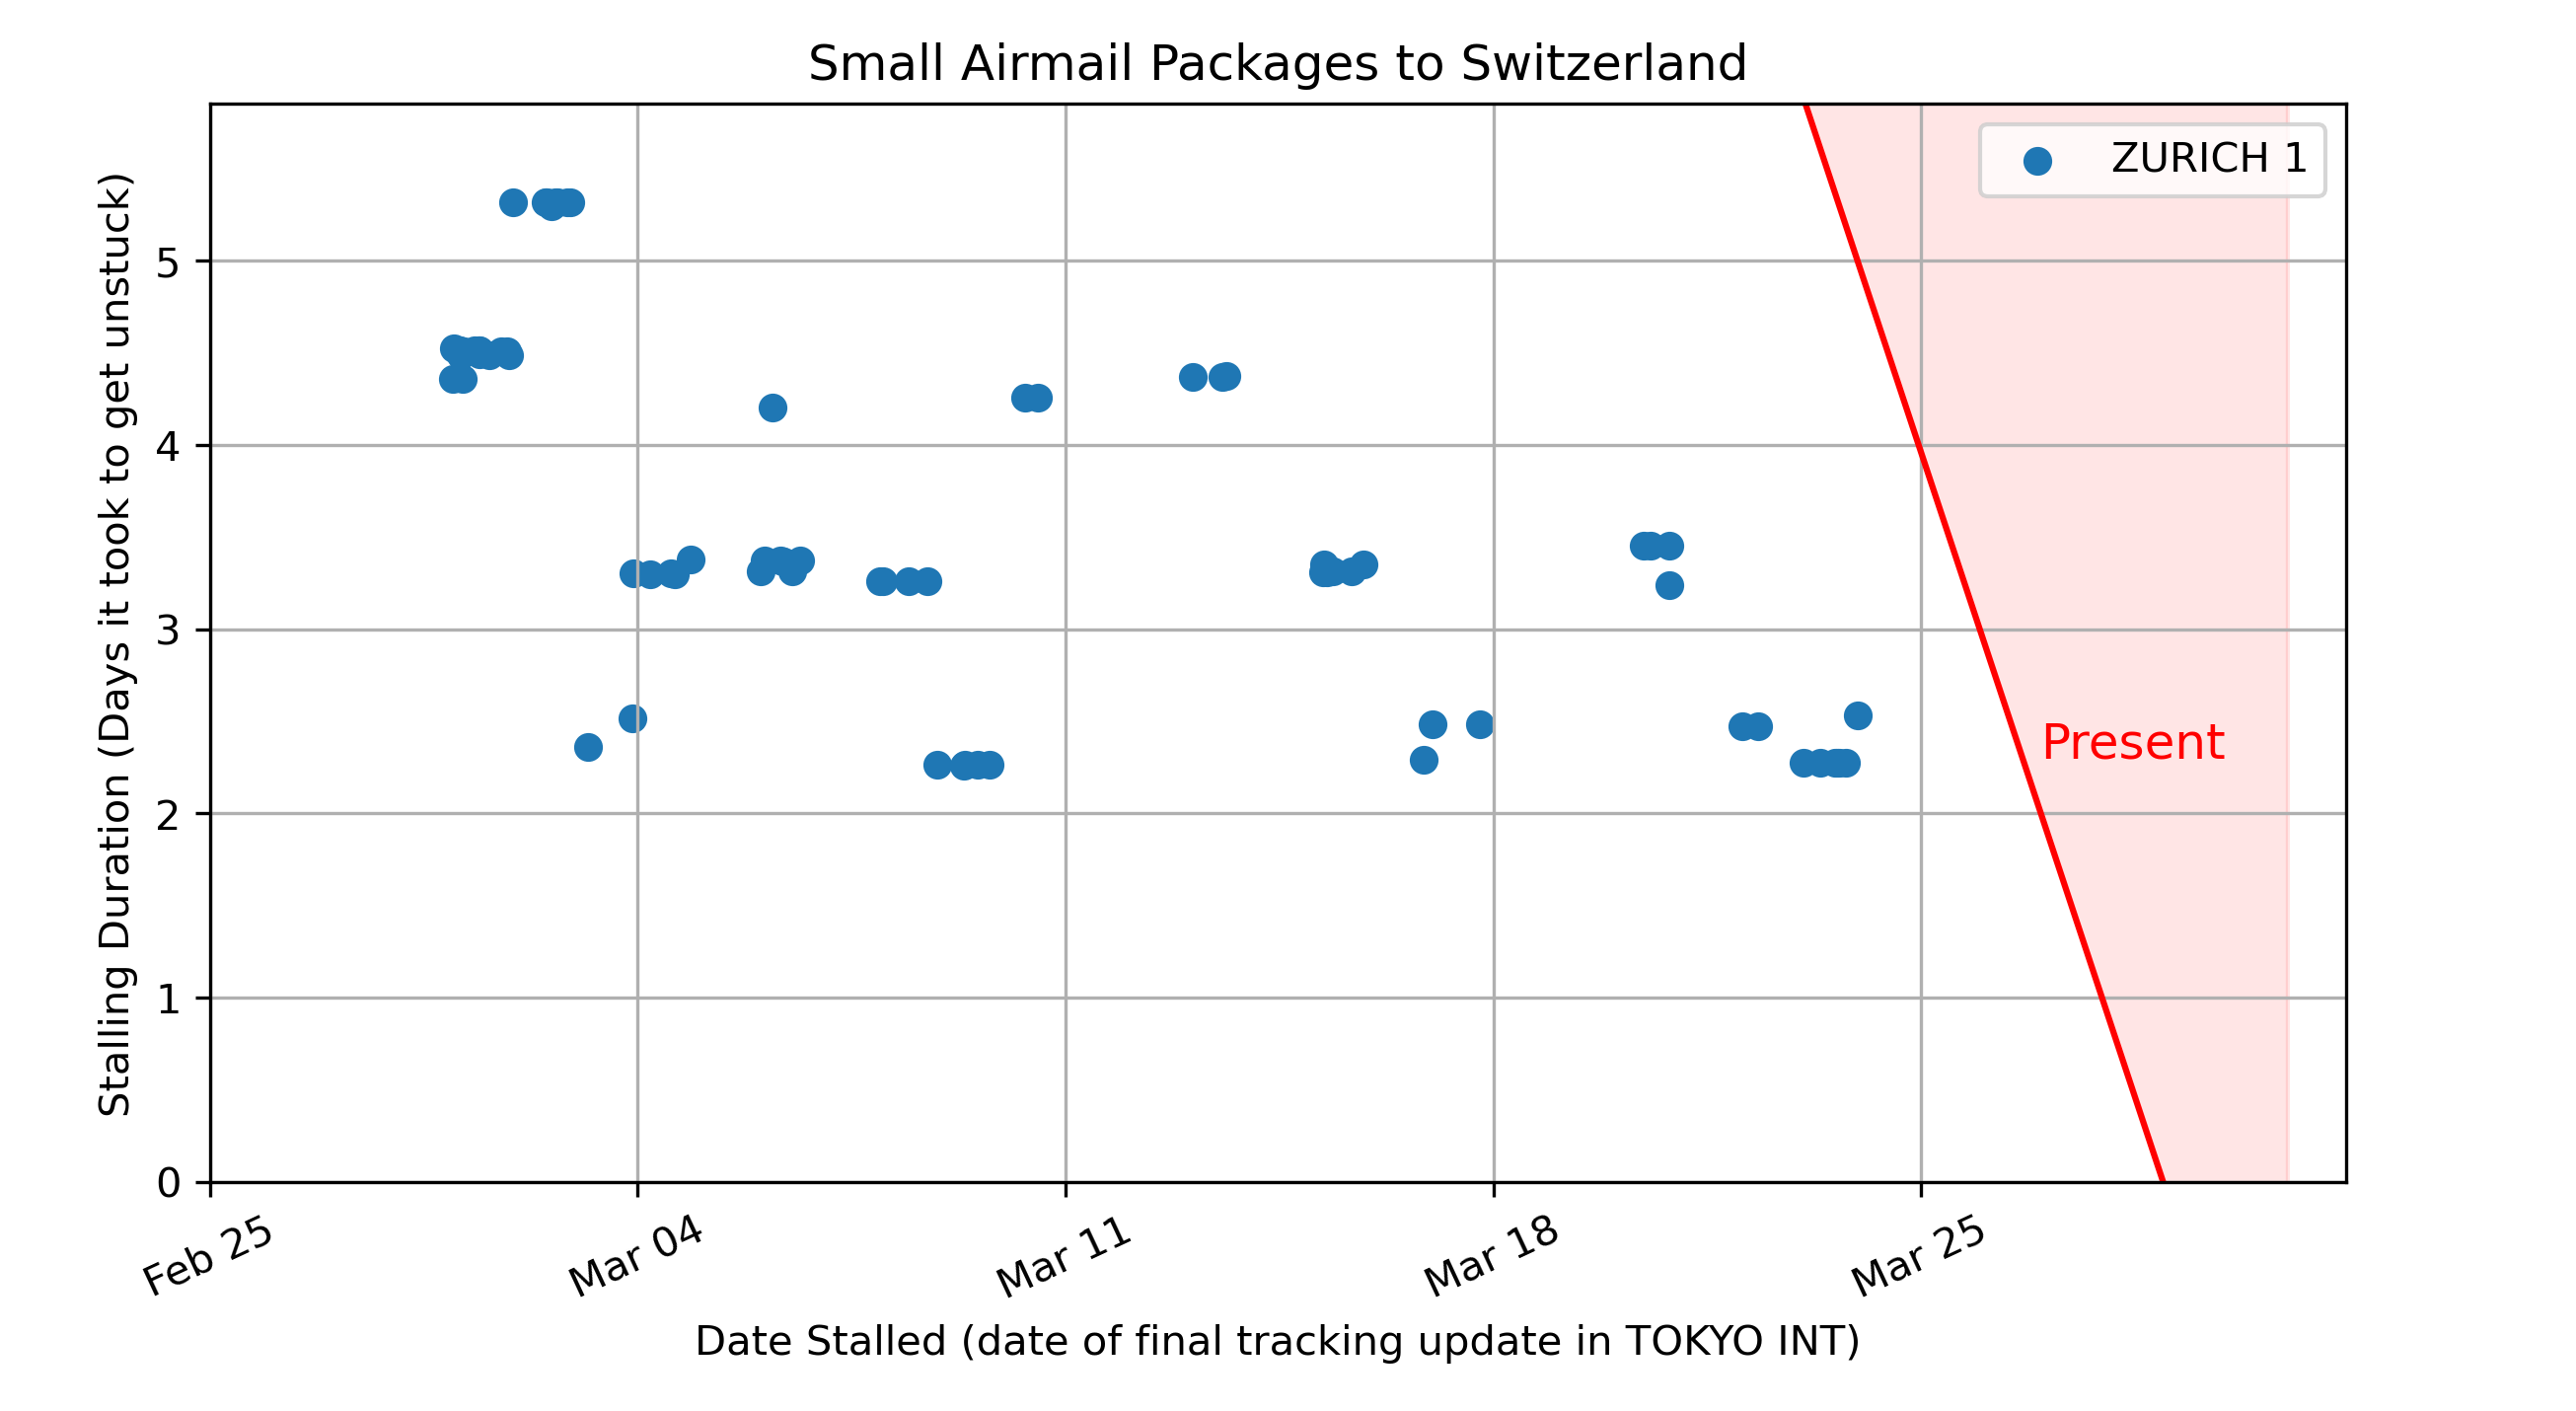 Small Airmail Packages to Switzerland
ZURICH 1
Stalling Duration (Days it took to get unstuck)
5
4
3
2
1
0
Present
Feb 25
Mar 04
Mar 11
Mar 18
Mar 25
Date Stalled (date of final tracking update in TOKYO INT)